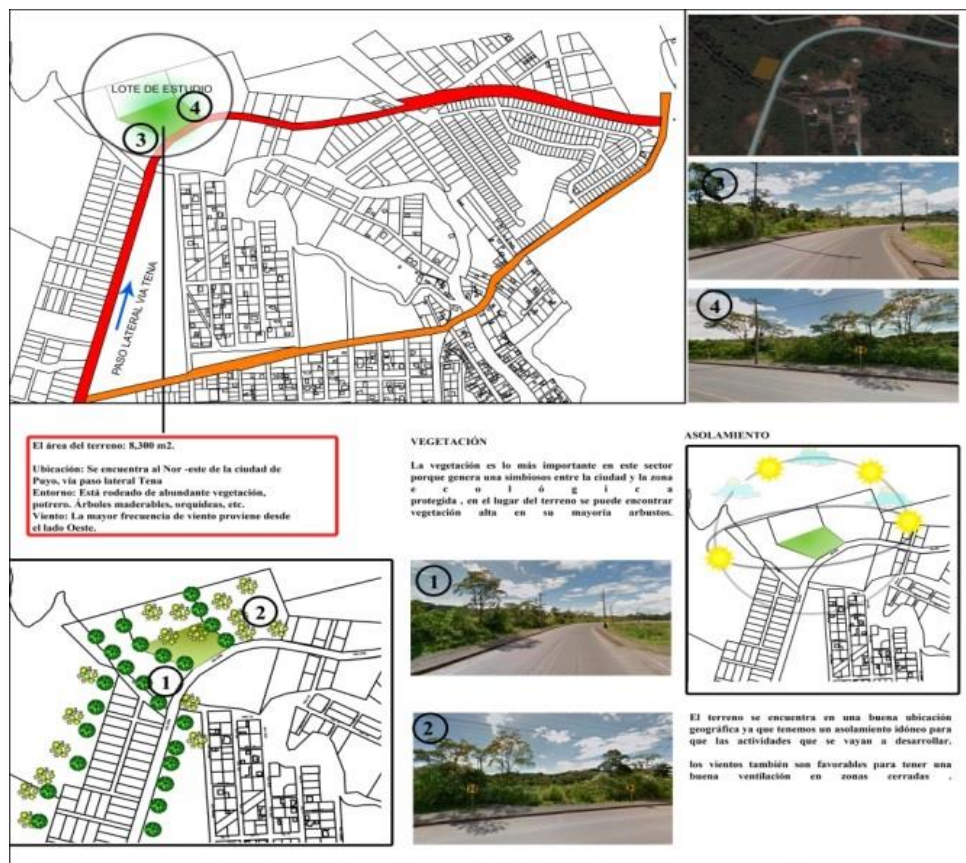 LOTE DE ESTUDIO
4
3
PASO LATERAL VIA TENA
3
4
El área del terreno: 8,300 m2.
Ubicación: Se encuentra al Nor -este de la ciudad de
Puyo, vía paso lateral Tena
Entorno: Está rodeado de abundante vegetación,
potrero. Árboles maderables, orquídeas, etc.
Viento: La mayor frecuencia de viento proviene desde
el lado Oeste.
VEGETACIÓN
La vegetación es lo más importante en este sector
porque genera una simbiosos entre la ciudad y la zona
e c o l ó g i c a
protegida , en el lugar del terreno se puede encontrar
vegetación alta en su mayoría arbustos.
ASOLAMIENTO
2
1
1
2
El terreno se encuentra en una buena ubicación
geográfica ya que tenemos un asolamiento idóneo para
que las actividades que se vayan a desarrollar.
los vientos también son favorables para tener una
buena ventilación en zonas cerradas .